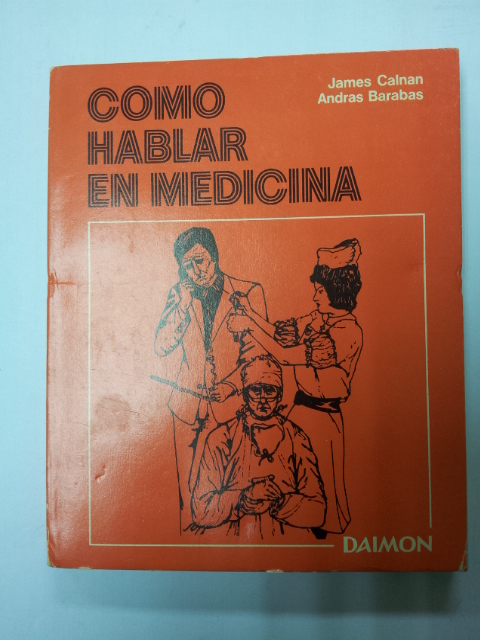 James Calnan
Andras Barabas
COMO
HABLAR
EN MEDICINA
DAIMON